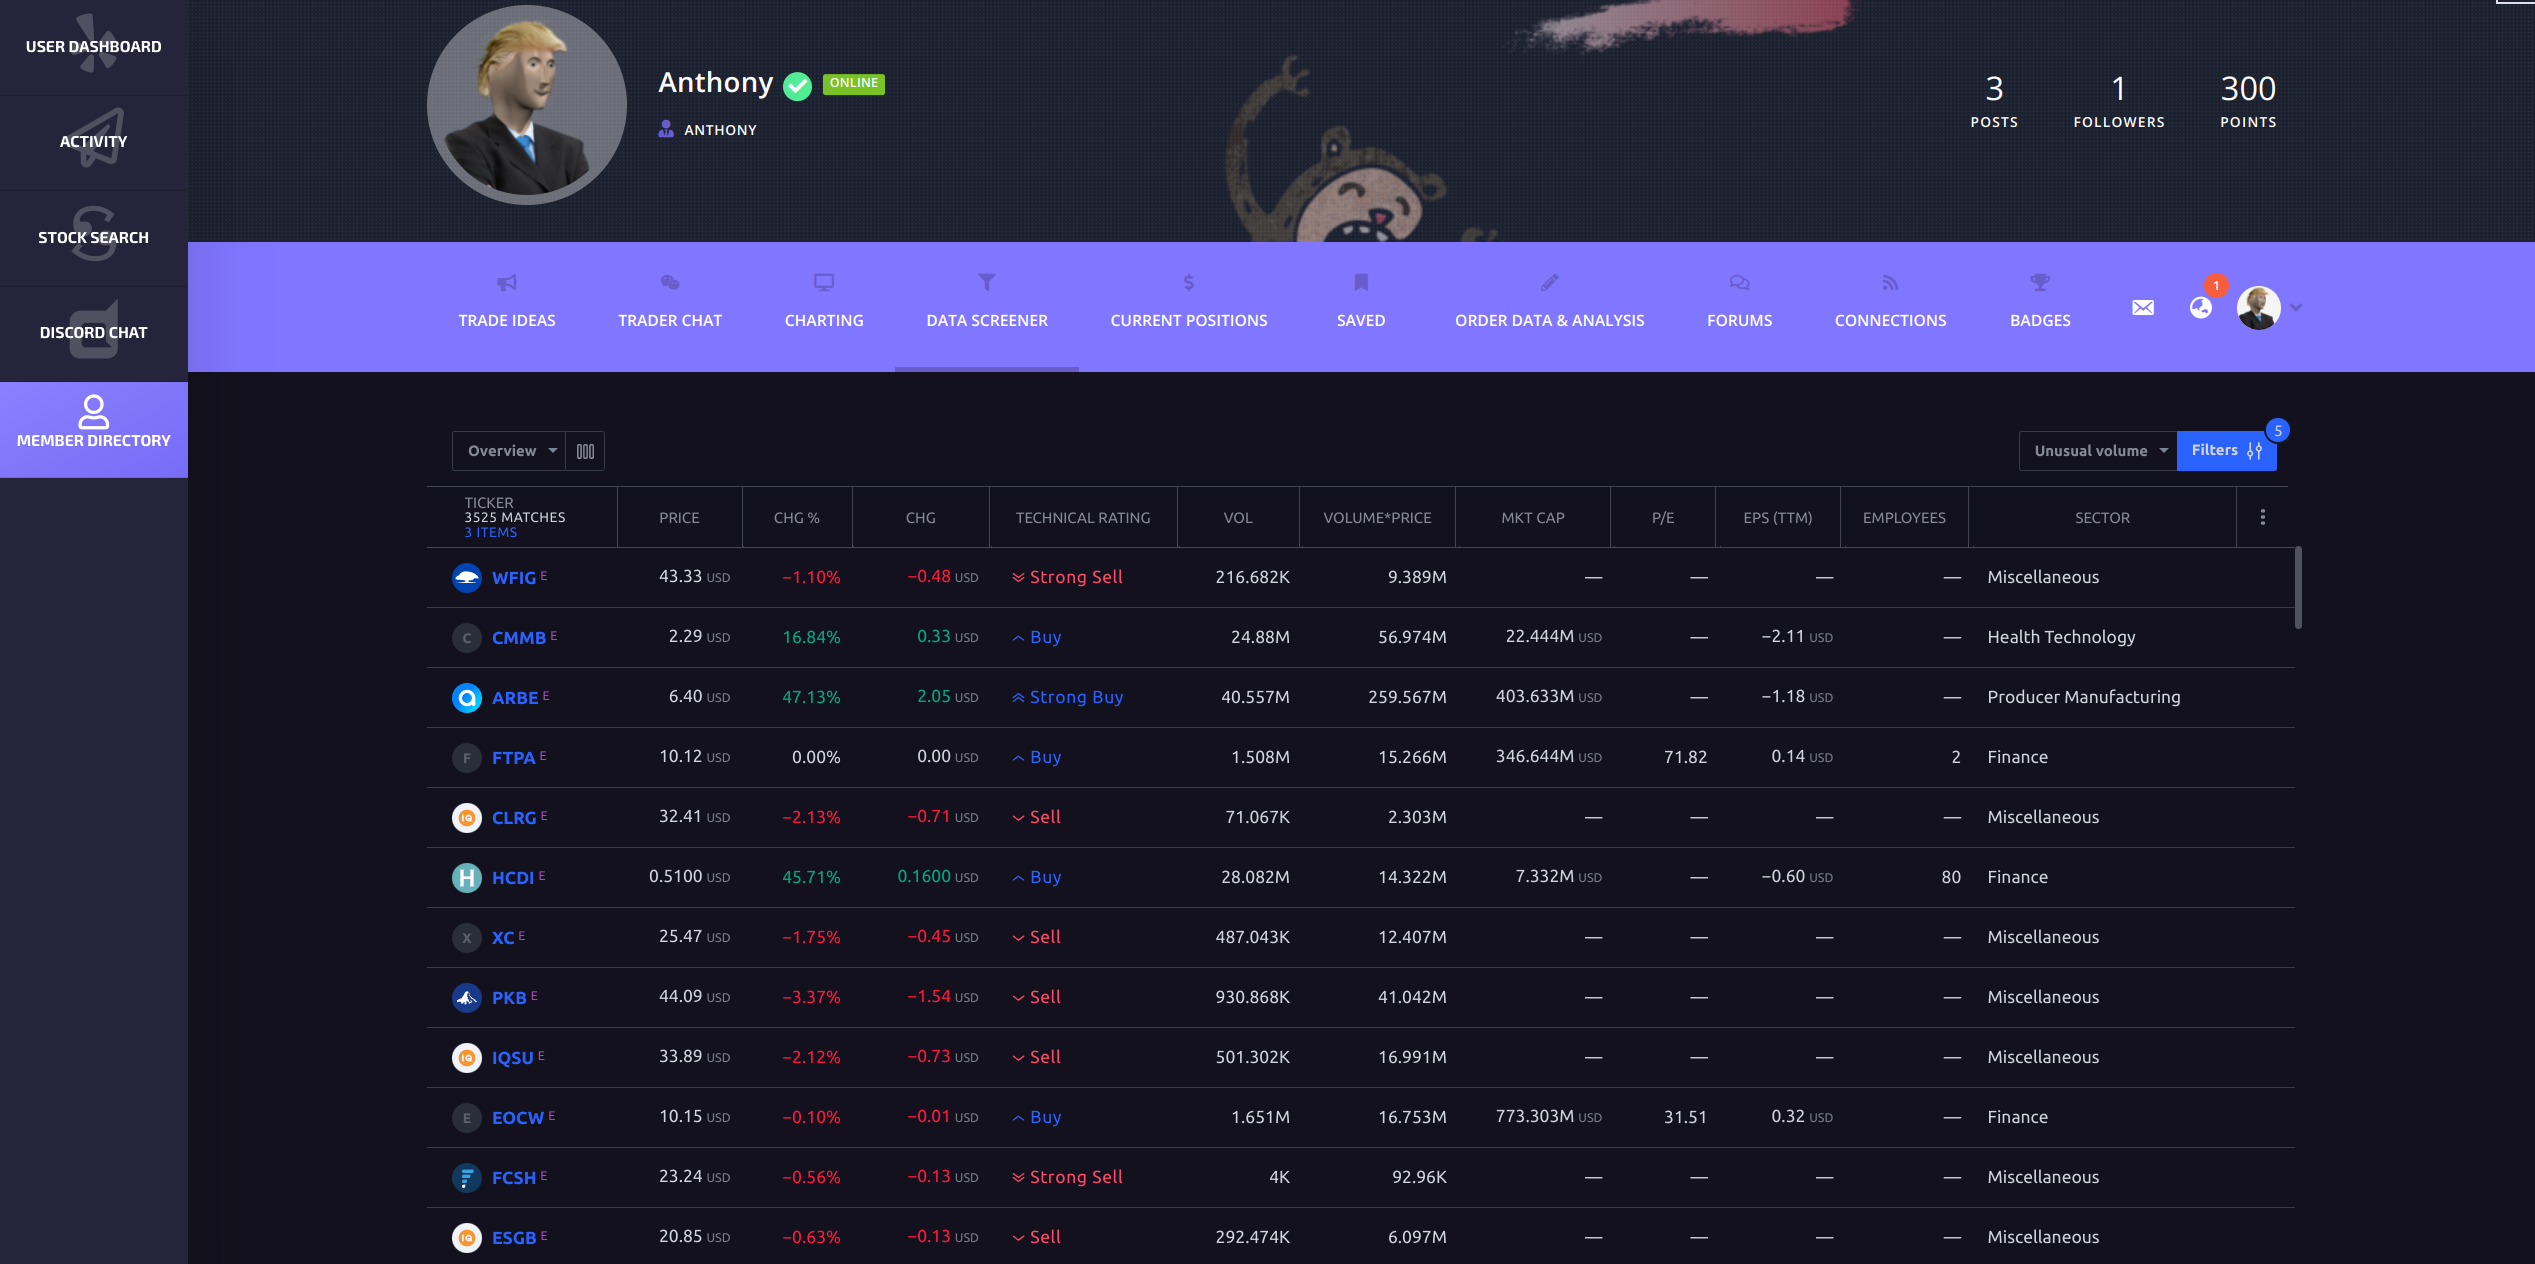 USER DASHBOARD
ACTIVITY
STOCK SEARCH
DISCORD CHAT
MEMBER DIRECTORY
Anthony ONLINE
ANTHONY
3 1 300
POSTS FOLLOWERS POINTS
TRADE IDEAS TRADER CHAT CHARTING DATA SCREENER CURRENT POSITIONS SAVED ORDER DATA & ANALYSIS FORUMS CONNECTIONS BADGES 1
Overview Unusual volume Filters 5
TICKER
3525 MATCHES
3 ITEMS
PRICE CHG % CHG TECHNICAL RATING VOL VOLUME*PRICE MKT CAP P/E EPS (TTM) EMPLOYEES SECTOR
WFIG E 43.33 USD −1.10% −0.48 USD Strong Sell 216.682K 9.389M — — — — Miscellaneous
C CMMB E 2.29 USD 16.84% 0.33 USD Buy 24.88M 56.974M 22.444M USD — −2.11 USD — Health Technology
ARBE E 6.40 USD 47.13% 2.05 USD Strong Buy 40.557M 259.567M 403.633M USD — −1.18 USD — Producer Manufacturing
F FTPA E 10.12 USD 0.00% 0.00 USD Buy 1.508M 15.266M 346.644M USD 71.82 0.14 USD 2 Finance
IQ CLRG E 32.41 USD −2.13% −0.71 USD Sell 71.067K 2.303M — — — — Miscellaneous
H HCDI E 0.5100 USD 45.71% 0.1600 USD Buy 28.082M 14.322M 7.332M USD — −0.60 USD 80 Finance
X XC E 25.47 USD −1.75% −0.45 USD Sell 487.043K 12.407M — — — — Miscellaneous
PKB E 44.09 USD −3.37% −1.54 USD Sell 930.868K 41.042M — — — — Miscellaneous
IQ IQSU E 33.89 USD −2.12% −0.73 USD Sell 501.302K 16.991M — — — — Miscellaneous
E EOCW E 10.15 USD −0.10% −0.01 USD Buy 1.651M 16.753M 773.303M USD 31.51 0.32 USD — Finance
FCSH E 23.24 USD −0.56% −0.13 USD Strong Sell 4K 92.96K — — — — Miscellaneous
IQ ESGB E 20.85 USD −0.63% −0.13 USD Sell 292.474K 6.097M — — — — Miscellaneous